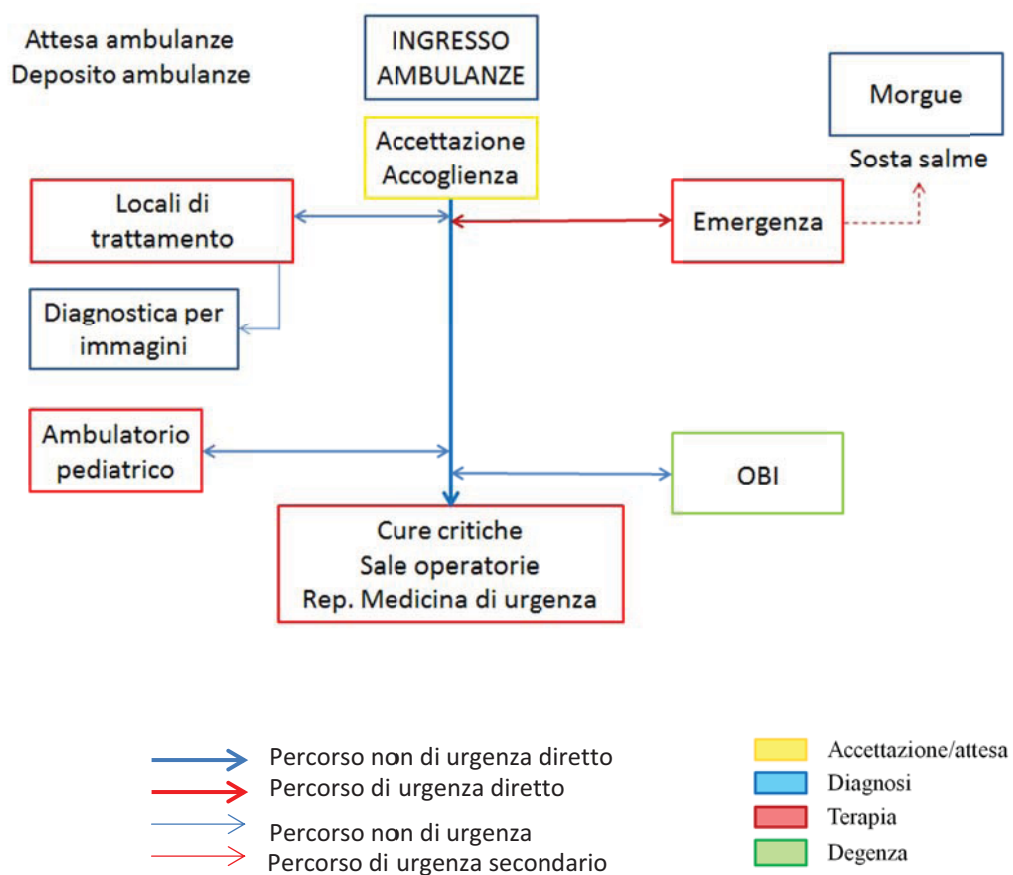 Attesa ambulanze
Deposito ambulanze
INGRESSO
AMBULANZE
Morgue
Accettazione
Accoglienza
Sosta salme
Locali di
trattamento
Emergenza
Diagnostica per
immagini
Ambulatorio
pediatrico
OBI
Cure critiche
Sale operatorie
Rep. Medicina di urgenza
Percorso non di urgenza diretto
Percorso di urgenza diretto
Percorso non di urgenza
Percorso di urgenza secondario
Accettazione/attesa
Diagnosi
Terapia
Degenza